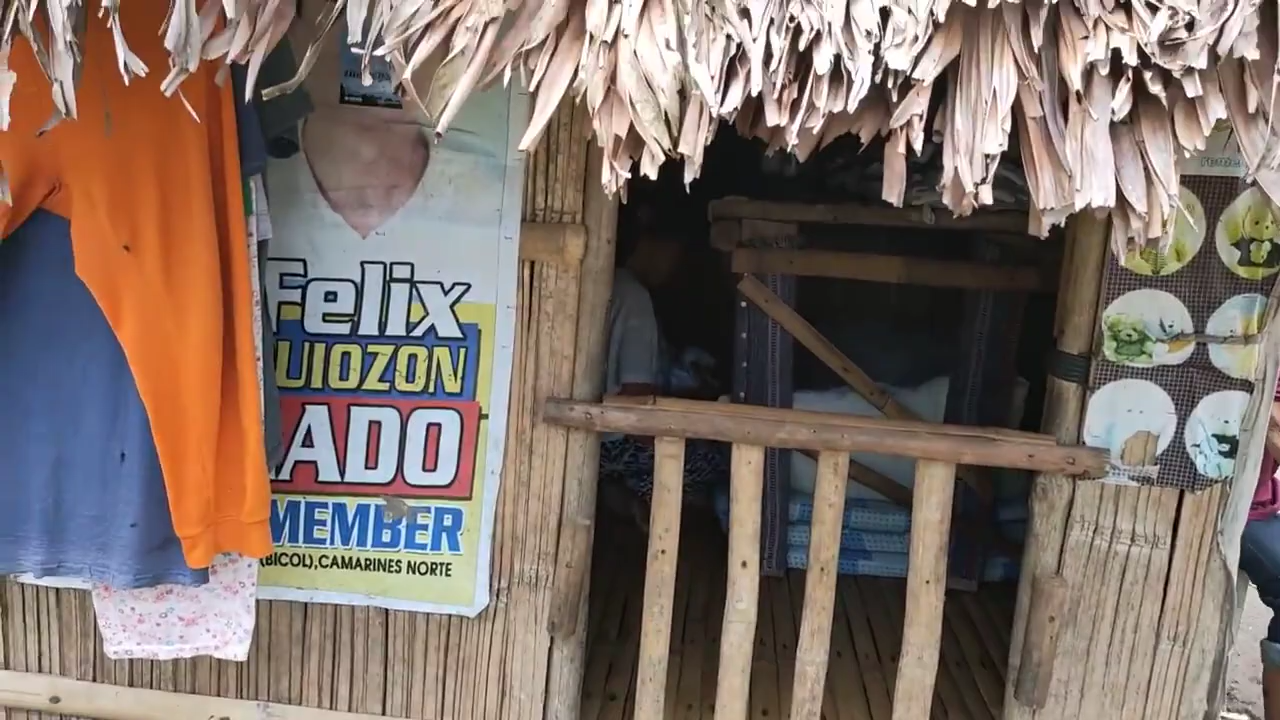 Felix
UIOZON
ADO
MEMBER
(BICOL), CAMARINES NORTE